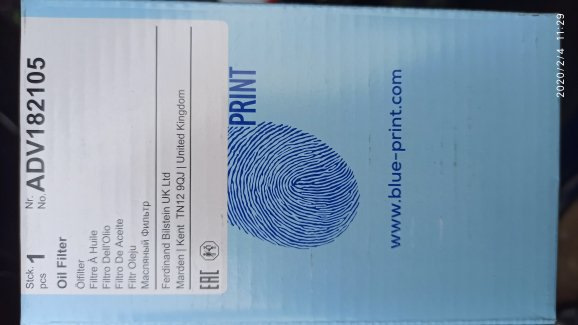 Stck. 1 Nr. ADV182105
pcs No.
Oil Filter
Ölfilter
Filtre À Huile
Filtro Dell'Olio
Filtro De Aceite
Filtr Oleju
Масляный Фильтр
Ferdinand Bilstein UK Ltd
Marden | Kent TN12 9QJ | United Kingdom
EAC
PRINT
www.blue-print.com
2020/2/4 11:29